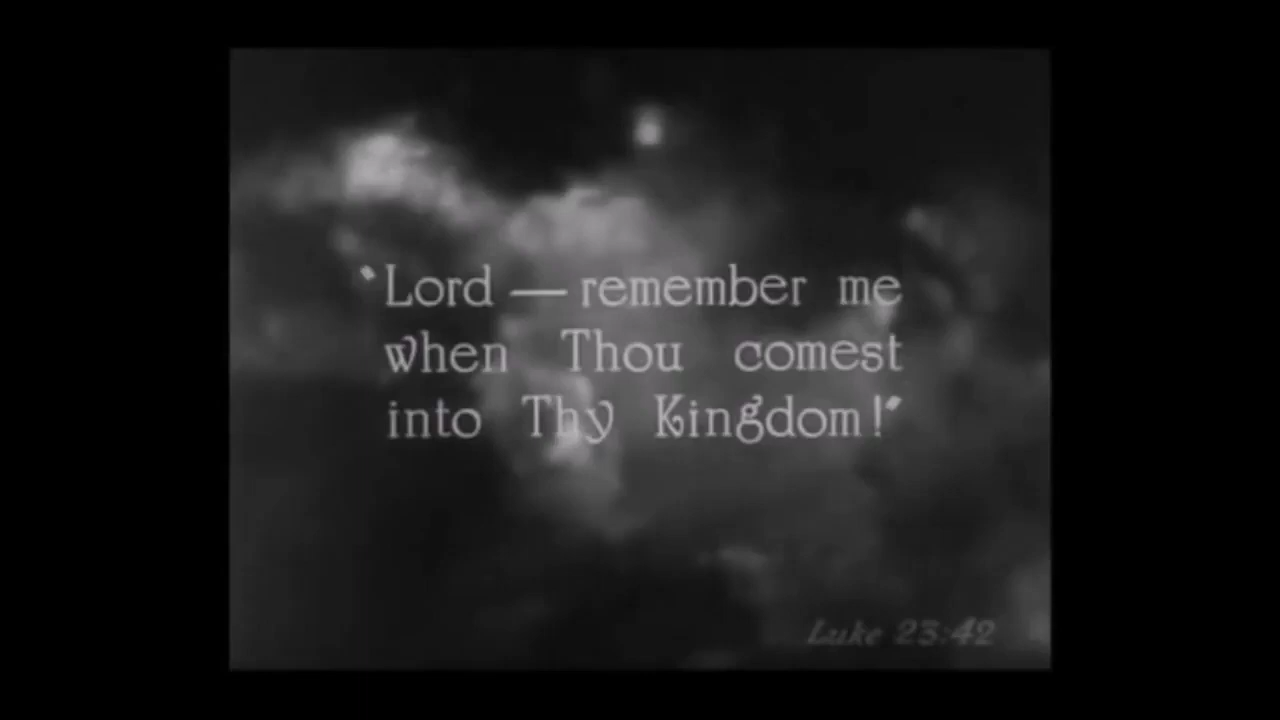 "Lord — remember me
when Thou comest
into Thy Kingdom!"
Luke 23:42